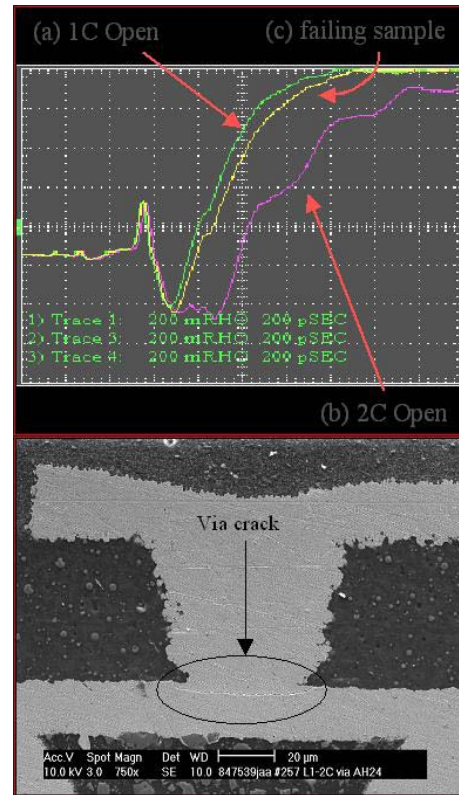 (a) 1C Open
(c) failing sample
1) Trace 1: 200 mRHO 200 pSEC
2) Trace 3: 200 mRHO 200 pSEC
3) Trace 4: 200 mRHO 200 pSEC
(b) 2C Open
Via crack
Acc.V Spot Magn Det WD 20 µm
10.0 kV 3.0 750x SE 10.0 847539jaa #257 L1-2C via AH24